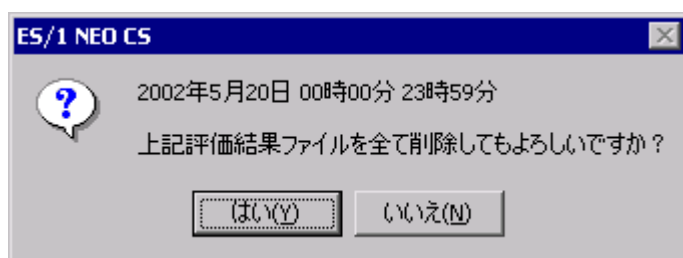 ES/1 NEO CS
2002年5月20日 00時00分 23時59分
上記評価結果ファイルを全て削除してもよろしいですか？
はい(Y)
いいえ(N)